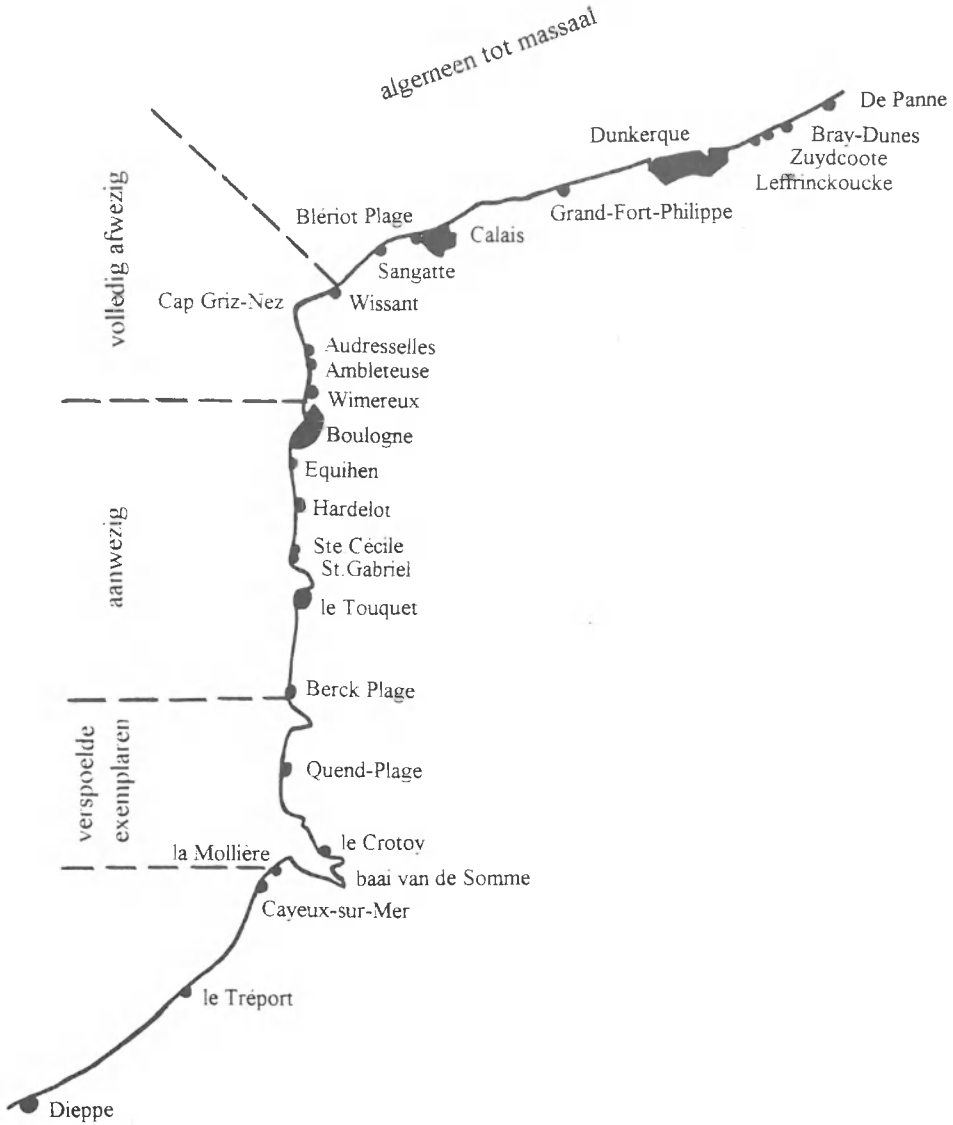 algemeen tot massaal
De Panne
Dunkerque
Bray-Dunes
Zuydcoote
Leffrinckoucke
Grand-Fort-Philippe
Blériot Plage
Calais
Sangatte
volledig afwezig
Cap Griz-Nez
Wissant
Audresselles
Ambleteuse
Wimereux
Boulogne
Equihen
Hardelot
aanwezig
Ste Cécile
St.Gabriel
le Touquet
Berck Plage
verspoelde
exemplaren
Quend-Plage
le Crotoy
la Mollière
baai van de Somme
Cayeux-sur-Mer
le Tréport
Dieppe